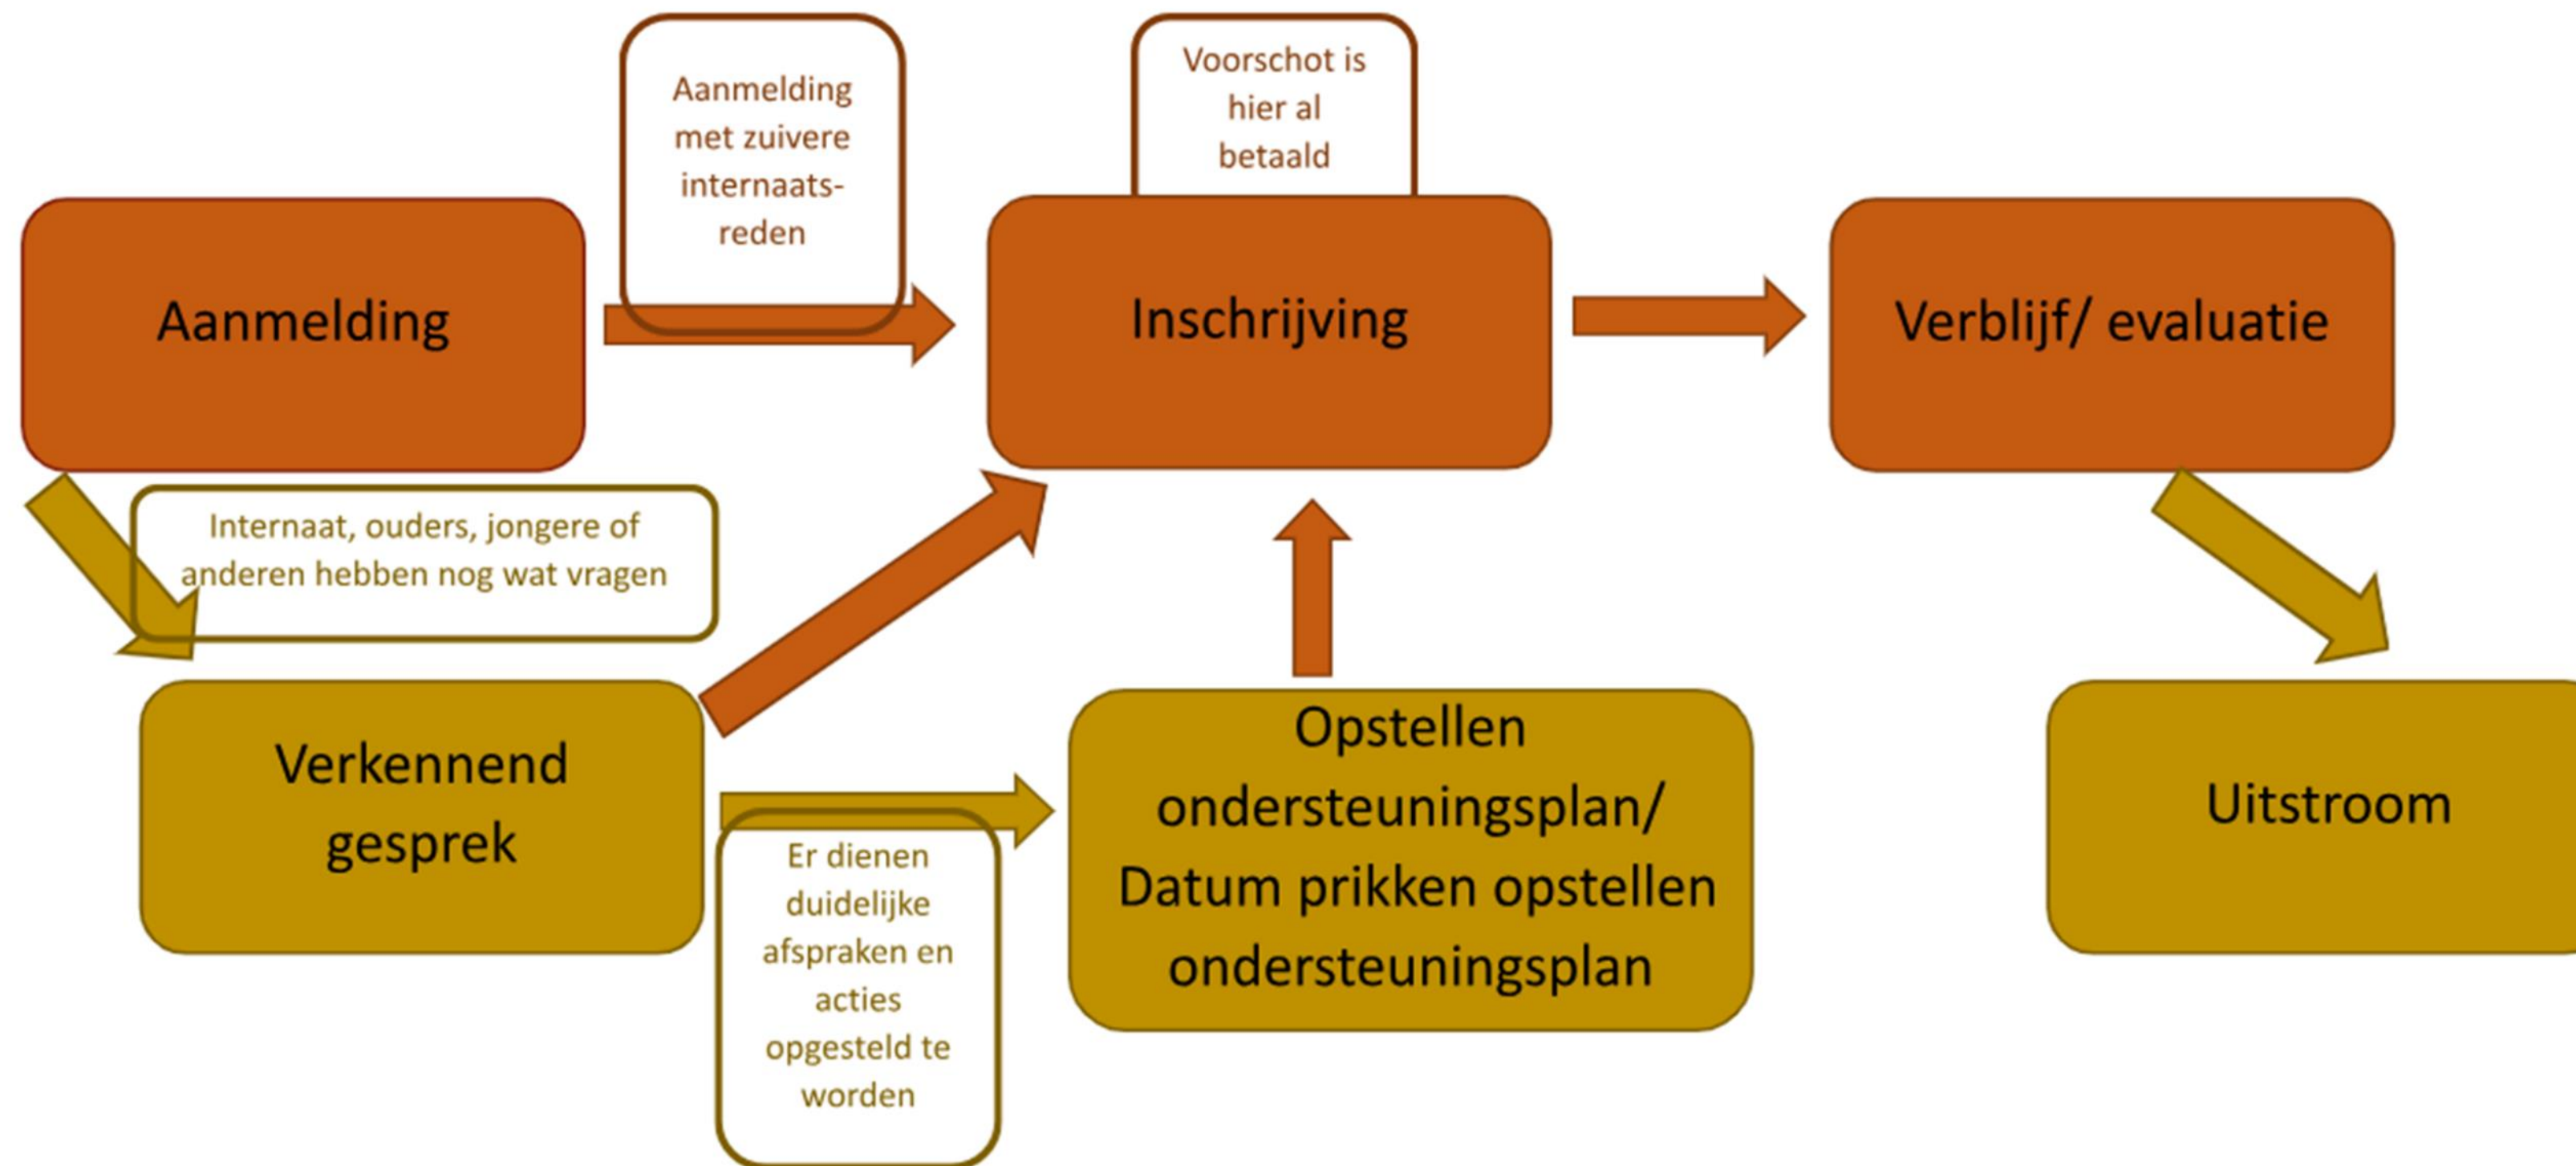 Aanmelding
met zuivere
internaats-
reden
Voorschot is
hier al
betaald
Aanmelding
Inschrijving
Verblijf/ evaluatie
Internaat, ouders, jongere of
anderen hebben nog wat vragen
Verkennend
gesprek
Er dienen
duidelijke
afspraken en
acties
opgesteld te
worden
Opstellen
ondersteuningsplan/
Datum prikken opstellen
ondersteuningsplan
Uitstroom